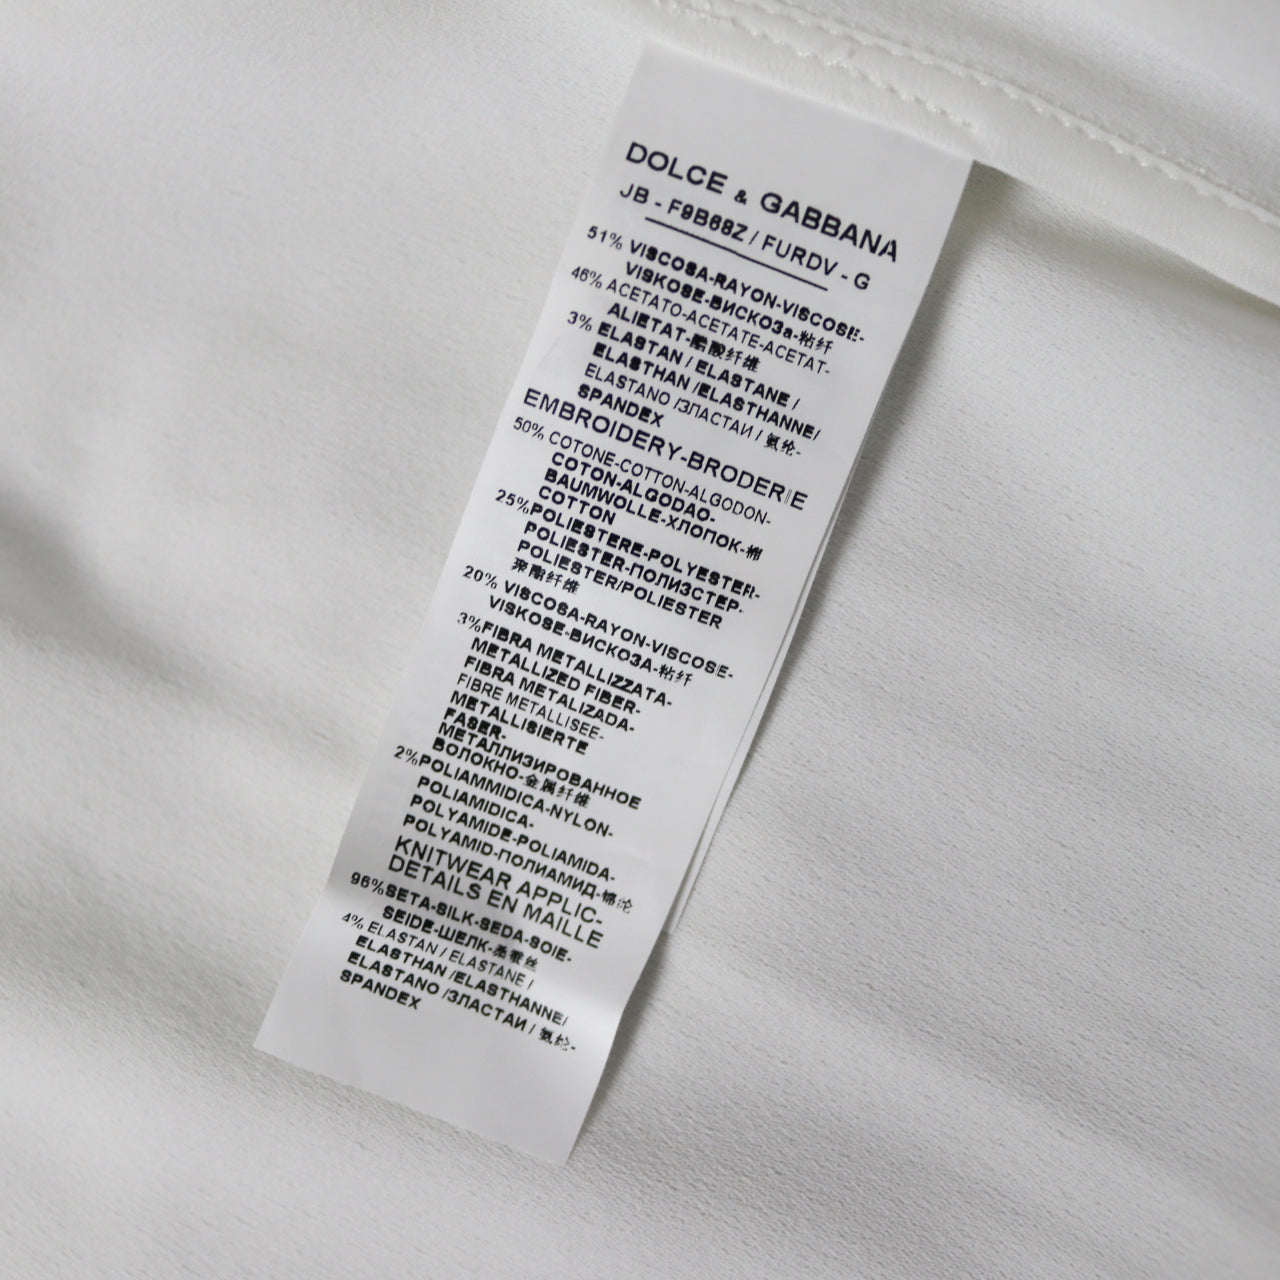 DOLCE & GABBANA
JB - F9B68Z / FURDV - G
51% VISCOSA-RAYON-VISCOSE-
VISKOSE-ВИСКОЗа-粘纤
46% ACETATO-ACETATE-ACETAT-
ALIETAT-醋酸纤维
3% ELASTAN / ELASTANE /
ELASTHAN /ELASTHANNE/
ELASTANO /ЗЛАСТАИ / 氨纶-
SPANDEX
EMBROIDERY-BRODERIE
50% COTONE-COTTON-ALGODON-
COTON-ALGODAO-
BAUMWOLLE-ХЛОПОК-棉
COTTON
25%POLIESTERE-POLYESTER-
POLIESTER-ПОЛИЗСТЕР-
POLIESTER/POLIESTER
聚酯纤维
20% VISCOSA-RAYON-VISCOSE-
VISKOSE-ВИСКОЗА-粘纤
3%FIBRA METALLIZZATA-
METALLIZED FIBER-
FIBRA METALIZADA-
FIBRE METALLISEE-
METALLISIERTE
FASER-
МЕТАЛЛИЗИРОВАННОЕ
ВОЛОКНО-金属纤维
2%POLIAMMIDICA-NYLON-
POLIAMIDICA-
POLYAMIDE-POLIAMIDA-
POLYAMID-ПОЛИАМИД-锦纶
KNITWEAR APPLIC-
DETAILS EN MAILLE
96%SETA-SILK-SEDA-SOIE-
SEIDE-ШЕЛК-桑蚕丝
4% ELASTAN / ELASTANE /
ELASTHAN /ELASTHANNE/
ELASTANO /ЗЛАСТАИ / 氨纶-
SPANDEX